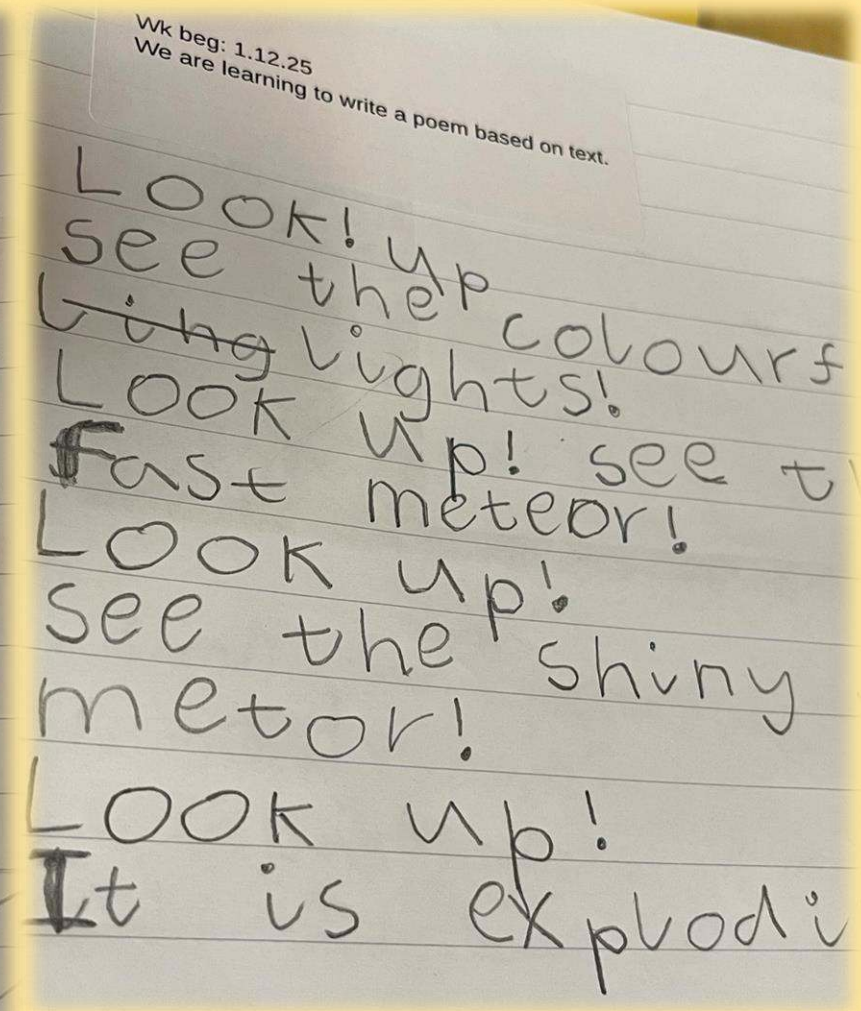 Wk beg: 1.12.25
We are learning to write a poem based on text.
Look! up
see the colourf
lights!
Look up! see t
Fast meteor!
Look up!
see the shiny
metor!
Look up!
It is explodi